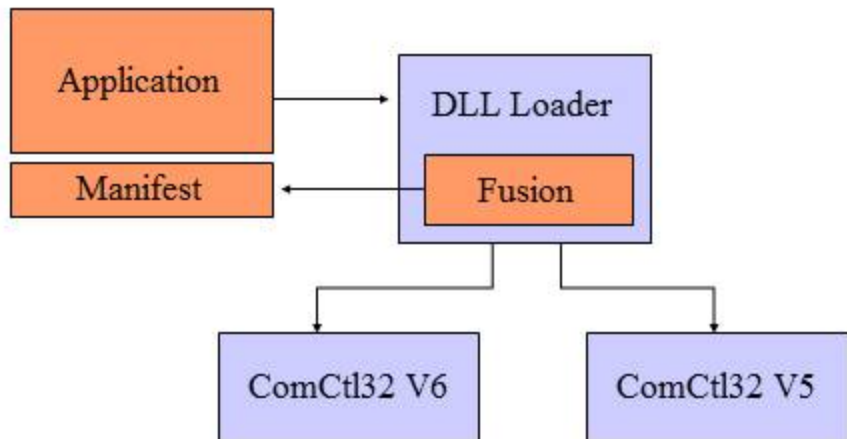 Application
DLL Loader
Manifest
Fusion
ComCtl32 V6
ComCtl32 V5